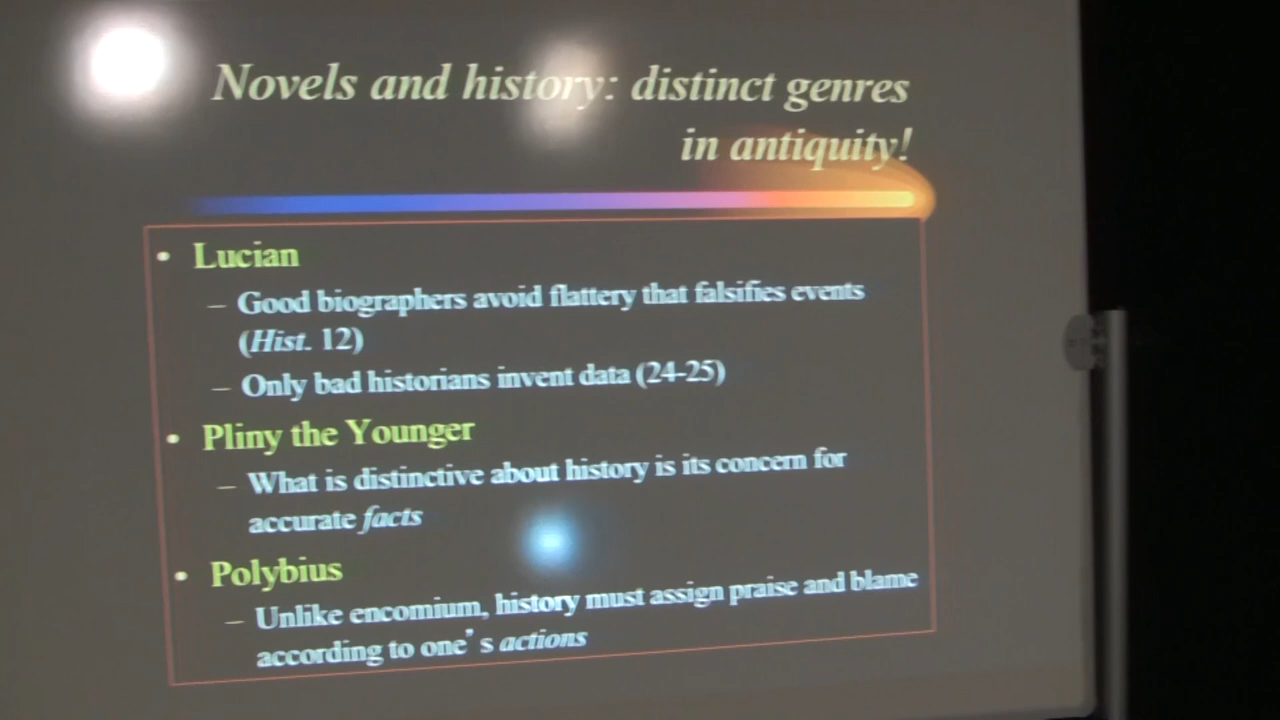 Novels and history: distinct genres
in antiquity!
• Lucian
– Good biographers avoid flattery that falsifies events
(Hist. 12)
– Only bad historians invent data (24-25)
• Pliny the Younger
– What is distinctive about history is its concern for
accurate facts
• Polybius
– Unlike encomium, history must assign praise and blame
according to one’s actions